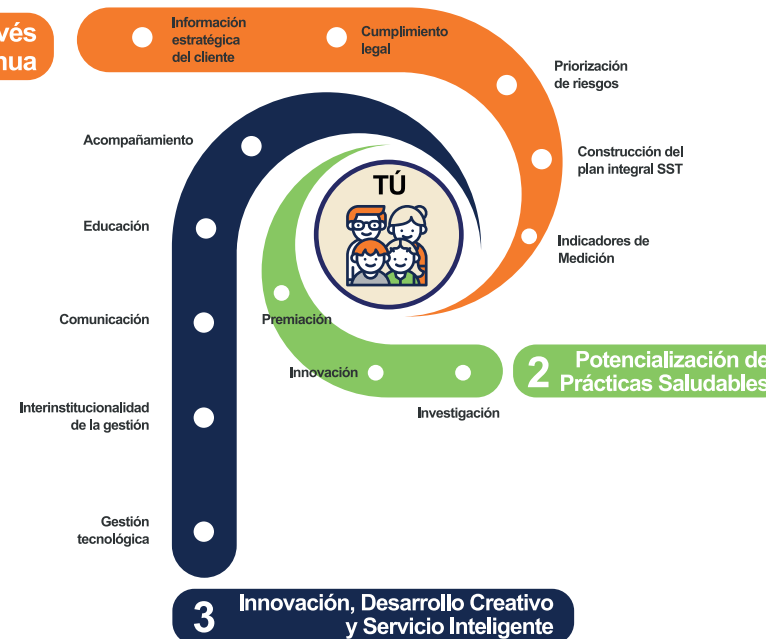 Información
estratégica
del cliente
Cumplimiento
legal
Priorización
de riesgos
Construcción del
plan integral SST
Indicadores de
Medición
Acompañamiento
Educación
Comunicación
Interinstitucionalidad
de la gestión
Gestión
tecnológica
TÚ
Premiación
Innovación
Investigación
2 Potencialización de
Prácticas Saludables
3 Innovación, Desarrollo Creativo
y Servicio Inteligente